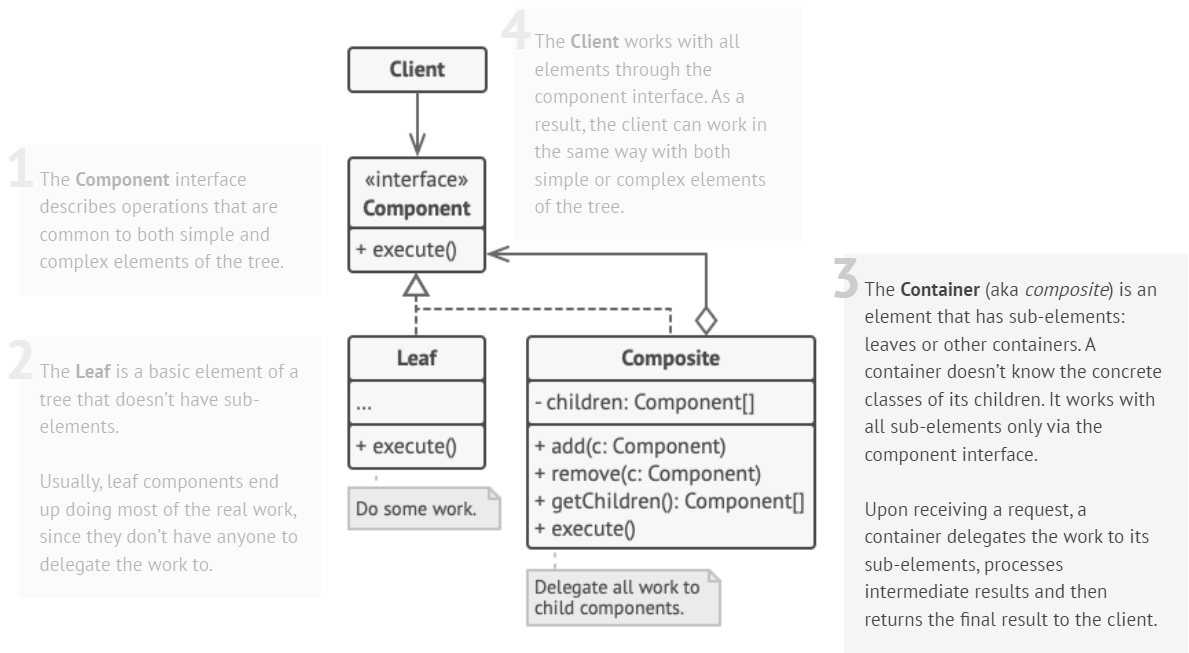 4
The Client works with all
elements through the
component interface. As a
result, the client can work in
the same way with both
simple or complex elements
of the tree.
Client
1
The Component interface
describes operations that are
common to both simple and
complex elements of the tree.
«interface»
Component
+ execute()
2
The Leaf is a basic element of a
tree that doesn't have sub-
elements.
Usually, leaf components end
up doing most of the real work,
since they don't have anyone to
delegate the work to.
Leaf
...
+ execute()
Do some work.
Composite
- children: Component[]
+ add(c: Component)
+ remove(c: Component)
+ getChildren(): Component[]
+ execute()
Delegate all work to
child components.
3
The Container (aka composite) is an
element that has sub-elements:
leaves or other containers. A
container doesn't know the concrete
classes of its children. It works with
all sub-elements only via the
component interface.
Upon receiving a request, a
container delegates the work to its
sub-elements, processes
intermediate results and then
returns the final result to the client.